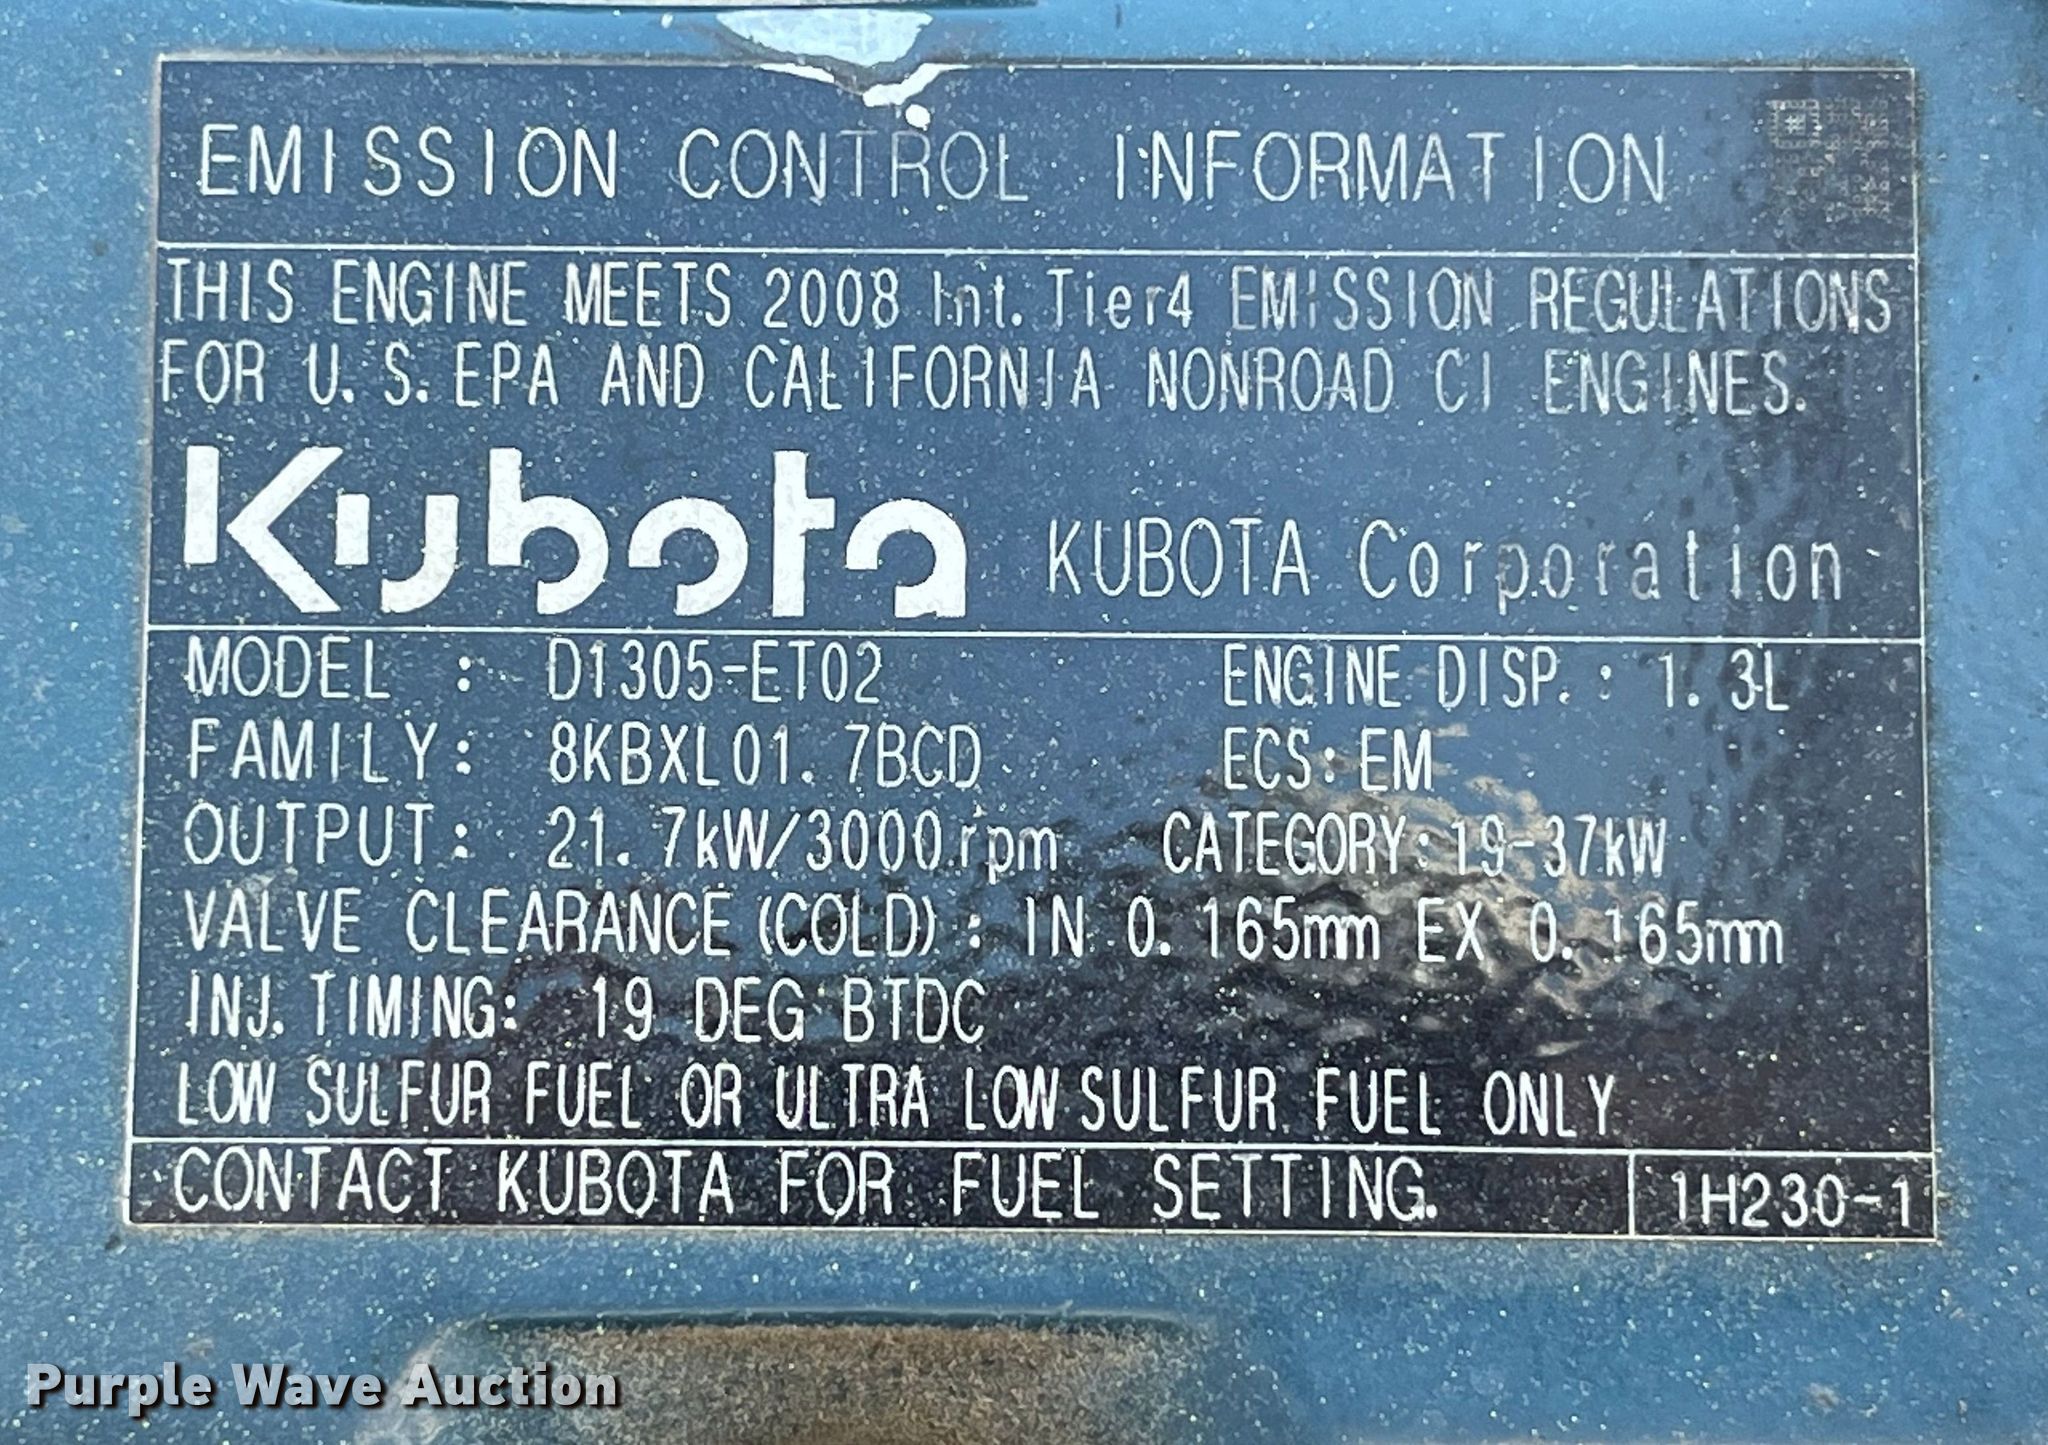 EMISSION CONTROL INFORMATION
THIS ENGINE MEETS 2008 Int. Tier4 EMISSION REGULATIONS
FOR U.S. EPA AND CALIFORNIA NONROAD CI ENGINES.
Kubota KUBOTA Corporation
MODEL : D1305-ET02 ENGINE DISP. : 1.3L
FAMILY: 8KBXL01.7BCD ECS: EM
OUTPUT: 21.7kW/3000rpm CATEGORY: 19-37kW
VALVE CLEARANCE (COLD) : IN 0.165mm EX 0.165mm
INJ. TIMING: 19 DEG BTDC
LOW SULFUR FUEL OR ULTRA LOW SULFUR FUEL ONLY
CONTACT KUBOTA FOR FUEL SETTING. 1H230-1
Purple Wave Auction